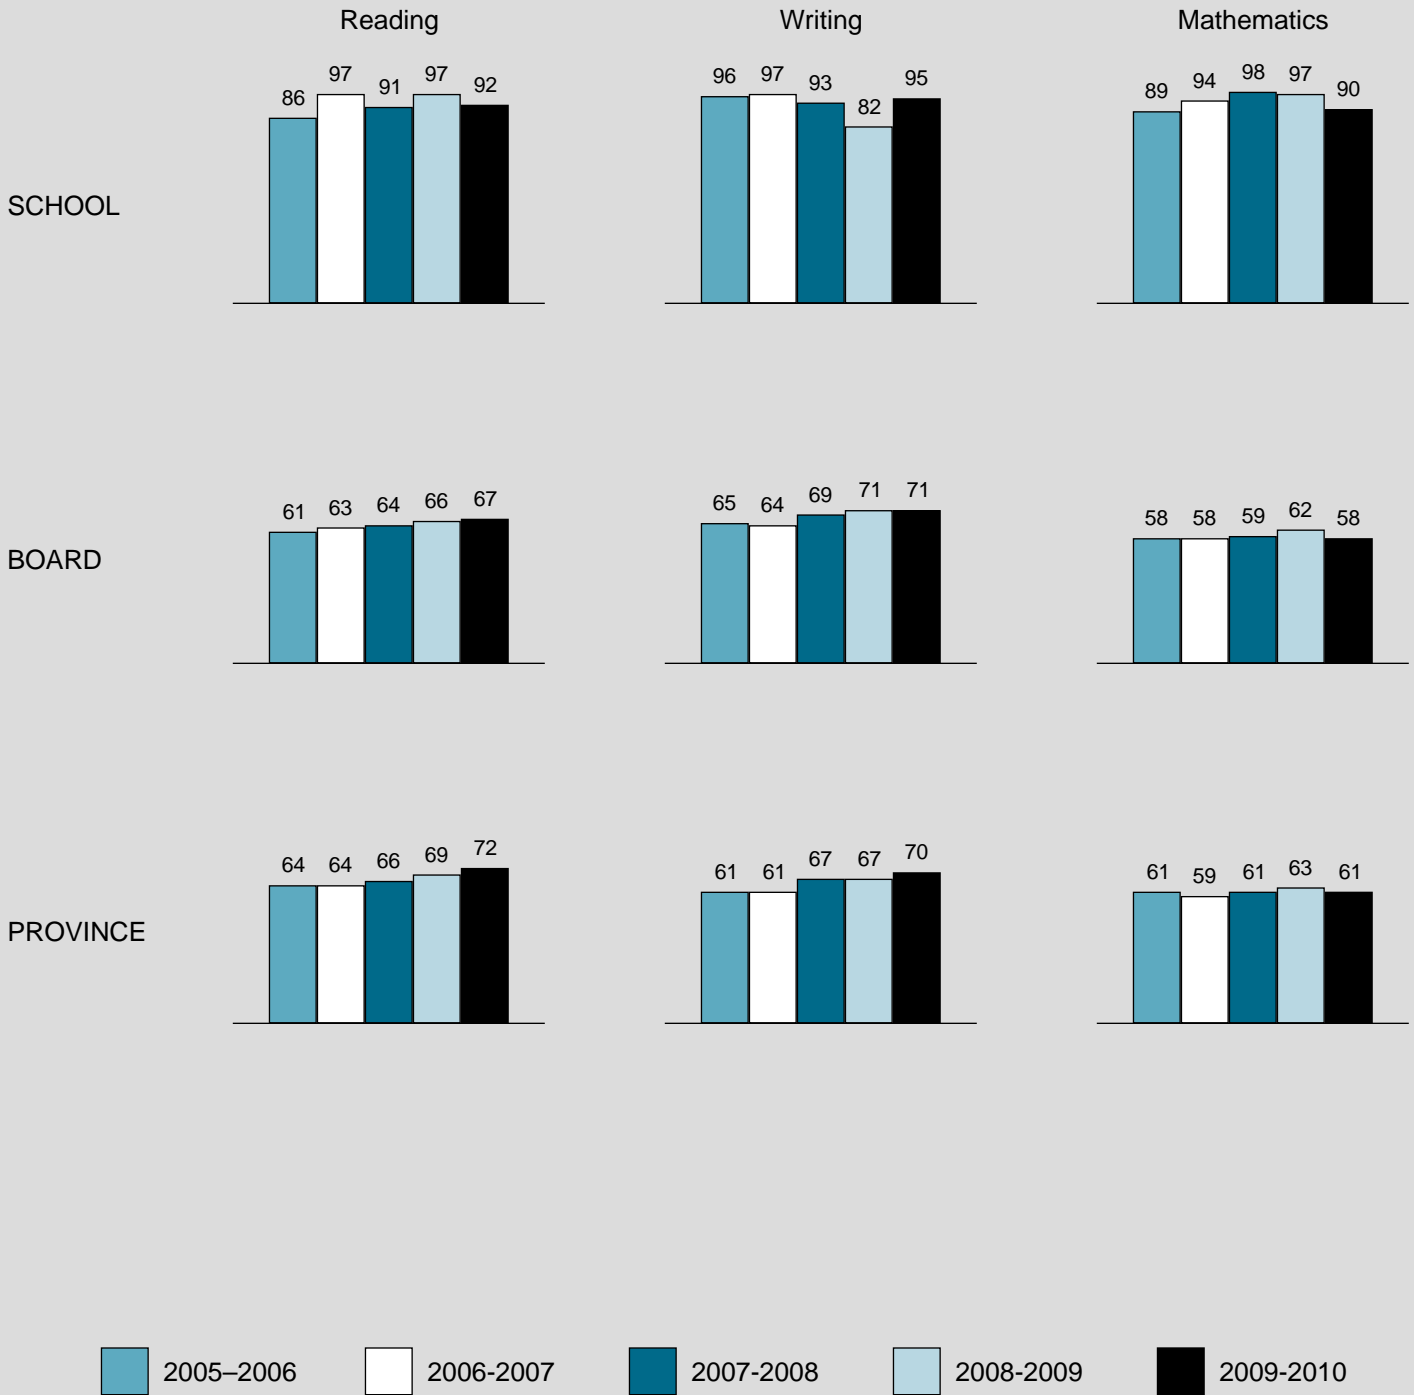 Reading Writing Mathematics
SCHOOL
86 97 91 97 92
96 97 93 82 95
89 94 98 97 90
BOARD
61 63 64 66 67
65 64 69 71 71
58 58 59 62 58
PROVINCE
64 64 66 69 72
61 61 67 67 70
61 59 61 63 61
2005–2006 2006-2007 2007-2008 2008-2009 2009-2010